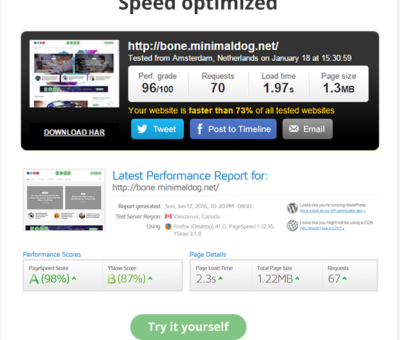 Speed optimized
http://bone.minimaldog.net/
Tested from Amsterdam, Netherlands on January 18 at 15:30:59
Perf. grade Requests Load time Page size
96/100 70 1.97s 1.3MB
Your website is faster than 73% of all tested websites
DOWNLOAD HAR
Tweet Post to Timeline Email
Latest Performance Report for:
http://bone.minimaldog.net/
Report generated: Sun, Jan 17, 2016, 10:20 PM -0800
Test Server Region: Vancouver, Canada
Using: Firefox (Desktop) 41.0, PageSpeed 1.12.16,
YSlow 3.1.8
Looks like you're running WordPress
Looks like you might not be using a CDN.
Why should I use a CDN?
Performance Scores Page Details
PageSpeed Score YSlow Score Page Load Time Total Page Size Requests
A (98%) B (87%) 2.3s 1.22MB 67
Try it yourself